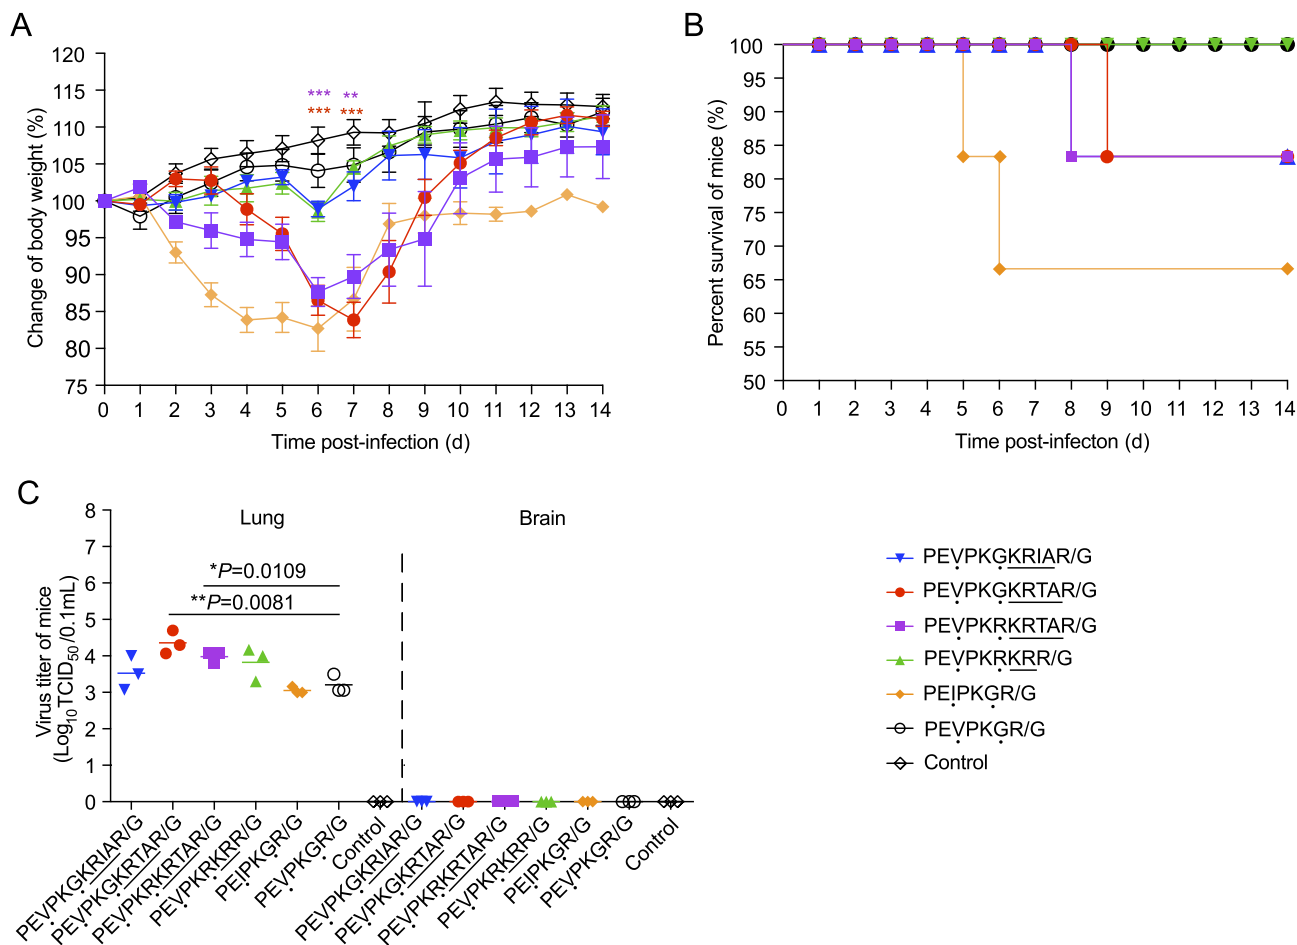 A
120
115
110
105
100
95
90
85
80
75
*** **
*** ***
Change of body weight (%)
0 1 2 3 4 5 6 7 8 9 10 11 12 13 14
Time post-infection (d)
B
100
95
90
85
80
75
70
65
60
55
50
Percent survival of mice (%)
0 1 2 3 4 5 6 7 8 9 10 11 12 13 14
Time post-infecton (d)
C
8
7
6
5
4
3
2
1
0
Virus titer of mice
(Log10TCID50/0.1mL)
Lung
Brain
*P=0.0109
**P=0.0081
PEVPKGKRIAR/G
PEVPKGKRTAR/G
PEVPKRKRTAR/G
PEVPKRKRR/G
PEIPKGR/G
PEVPKGR/G
Control
PEVPKGKRIAR/G
PEVPKGKRTAR/G
PEVPKRKRTAR/G
PEVPKRKRR/G
PEIPKGR/G
PEVPKGR/G
Control
PEVPKGKRIAR/G
PEVPKGKRTAR/G
PEVPKRKRTAR/G
PEVPKRKRR/G
PEIPKGR/G
PEVPKGR/G
Control